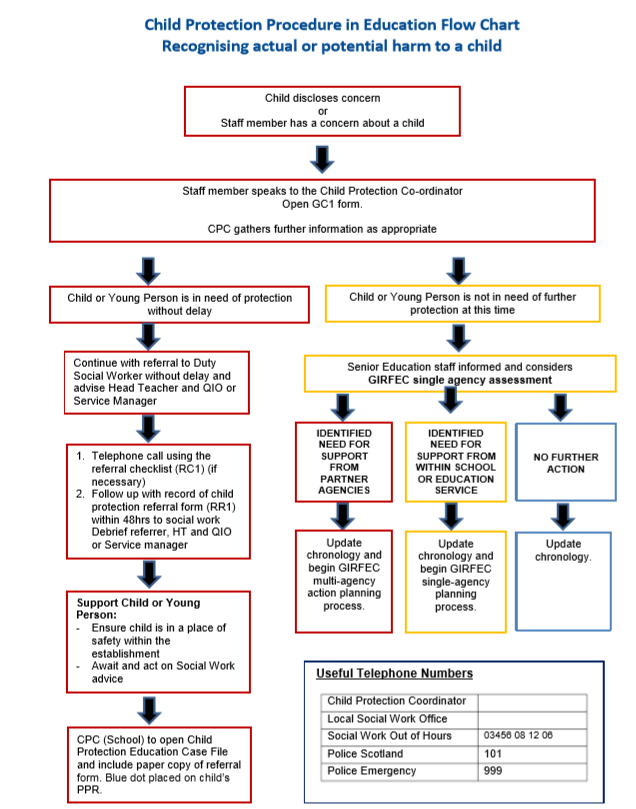 Child Protection Procedure in Education Flow Chart
Recognising actual or potential harm to a child
Child discloses concern
or
Staff member has a concern about a child
Staff member speaks to the Child Protection Co-ordinator
Open GC1 form.
CPC gathers further information as appropriate
Child or Young Person is in need of protection
without delay
Child or Young Person is not in need of further
protection at this time
Continue with referral to Duty
Social Worker without delay and
advise Head Teacher and QIO or
Service Manager
Senior Education staff informed and considers
GIRFEC single agency assessment
1. Telephone call using the
referral checklist (RC1) (if
necessary)
2. Follow up with record of child
protection referral form (RR1)
within 48hrs to social work
Debrief referrer, HT and QIO
or Service manager
IDENTIFIED
NEED FOR
SUPPORT
FROM
PARTNER
AGENCIES
IDENTIFIED
NEED FOR
SUPPORT FROM
WITHIN SCHOOL
OR EDUCATION
SERVICE
NO FURTHER
ACTION
Update
chronology and
begin GIRFEC
multi-agency
action planning
process.
Update
chronology and
begin GIRFEC
single-agency
planning
process.
Update
chronology.
Support Child or Young
Person:
- Ensure child is in a place of
safety within the
establishment
- Await and act on Social Work
advice
CPC (School) to open Child
Protection Education Case File
and include paper copy of referral
form. Blue dot placed on child's
PPR.
Useful Telephone Numbers
Child Protection Coordinator
Local Social Work Office
Social Work Out of Hours 03456 08 12 06
Police Scotland 101
Police Emergency 999